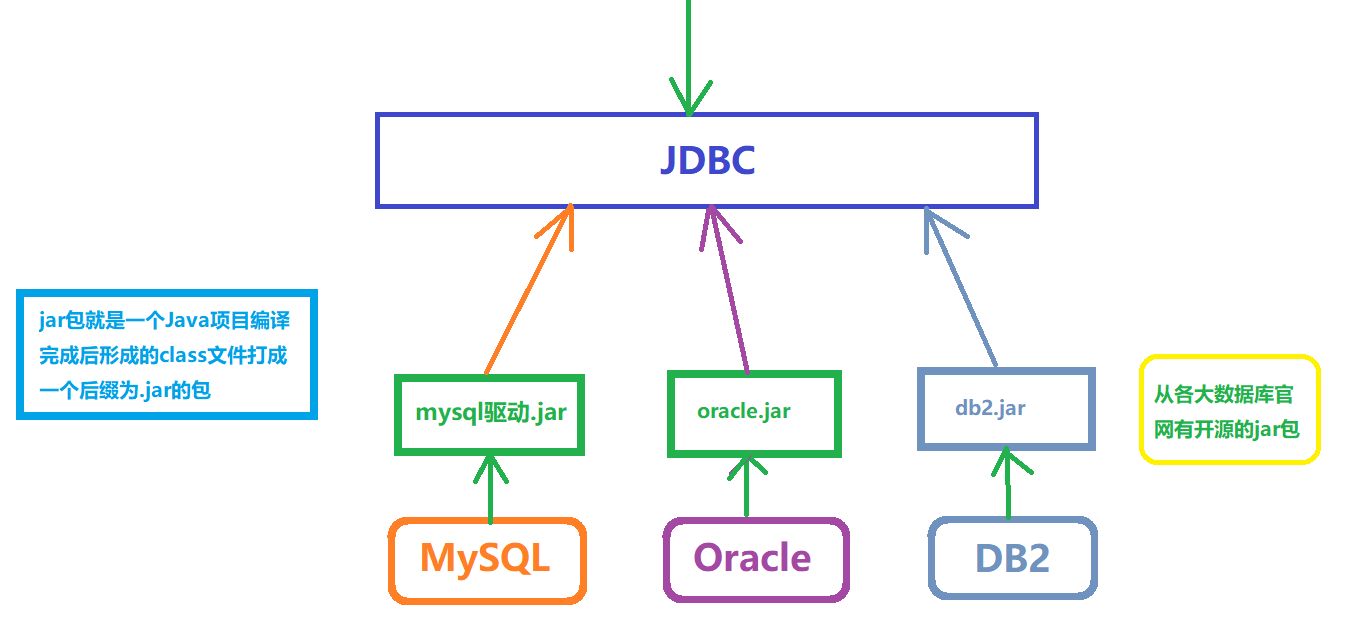 JDBC
jar包就是一个Java项目编译
完成后形成的class文件打成
一个后缀为.jar的包
mysql驱动.jar
oracle.jar
db2.jar
从各大数据库官
网有开源的jar包
MySQL
Oracle
DB2